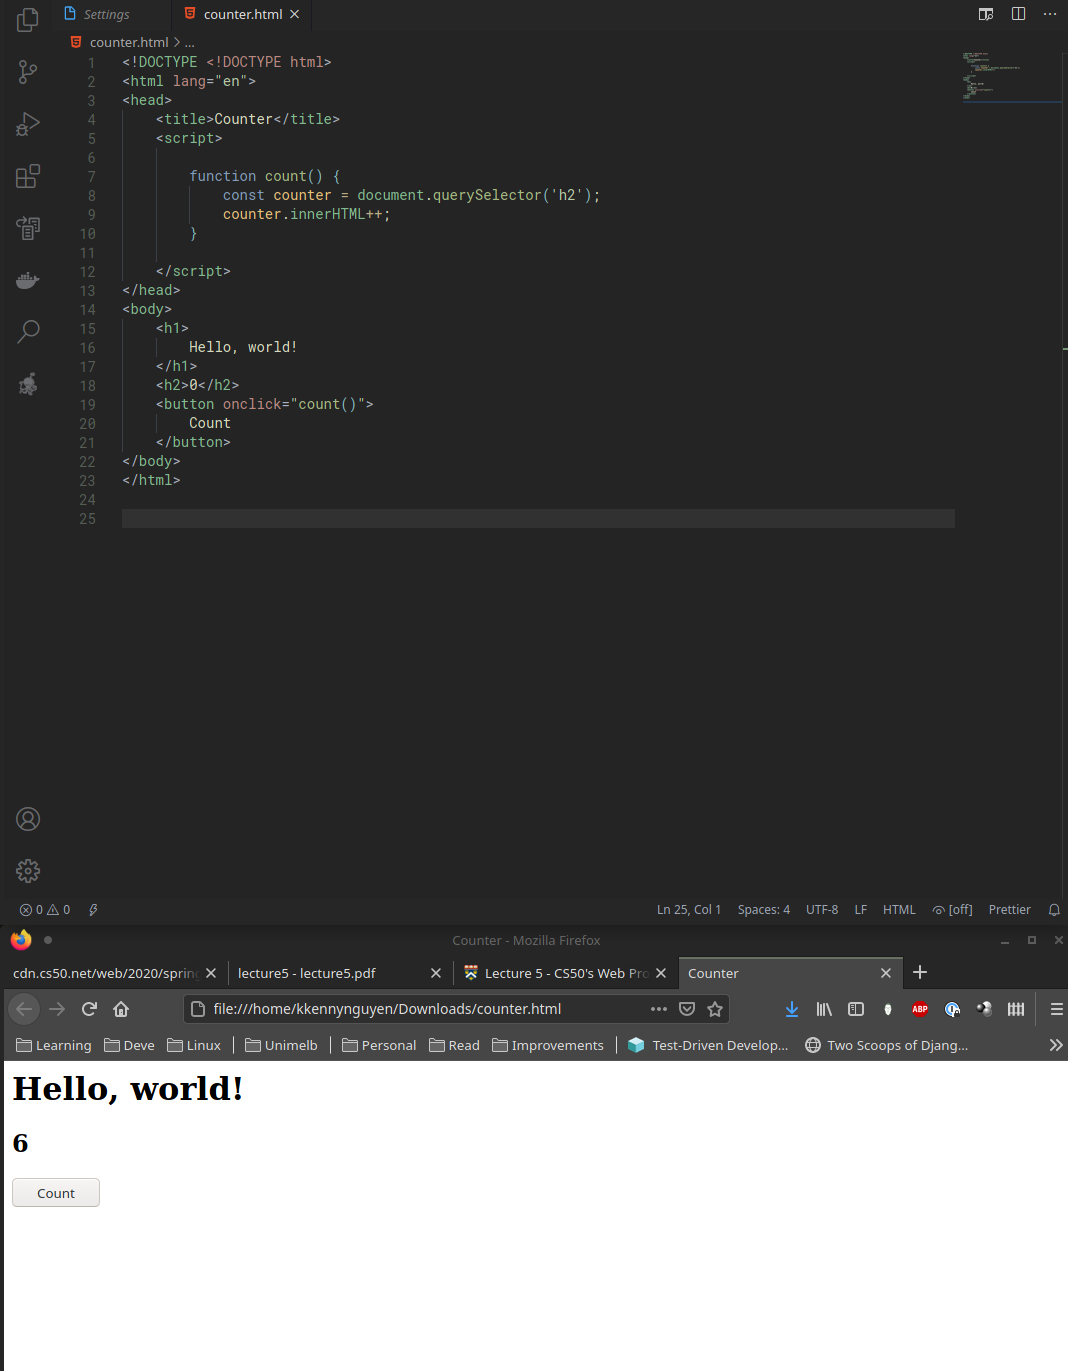 Settings
counter.html
counter.html > ...
1 <!DOCTYPE <!DOCTYPE html>
2 <html lang="en">
3 <head>
4 <title>Counter</title>
5 <script>
6
7 function count() {
8 const counter = document.querySelector('h2');
9 counter.innerHTML++;
10 }
11
12 </script>
13 </head>
14 <body>
15 <h1>
16 Hello, world!
17 </h1>
18 <h2>0</h2>
19 <button onclick="count()">
20 Count
21 </button>
22 </body>
23 </html>
24
25
0 0 Ln 25, Col 1 Spaces: 4 UTF-8 LF HTML [off] Prettier
Counter - Mozilla Firefox
cdn.cs50.net/web/2020/sprin lecture5 - lecture5.pdf Lecture 5 - CS50's Web Pro Counter
file:///home/kkennynguyen/Downloads/counter.html ABP
Learning Deve Linux Unimelb Personal Read Improvements Test-Driven Develop... Two Scoops of Djang...
Hello, world!
6
Count